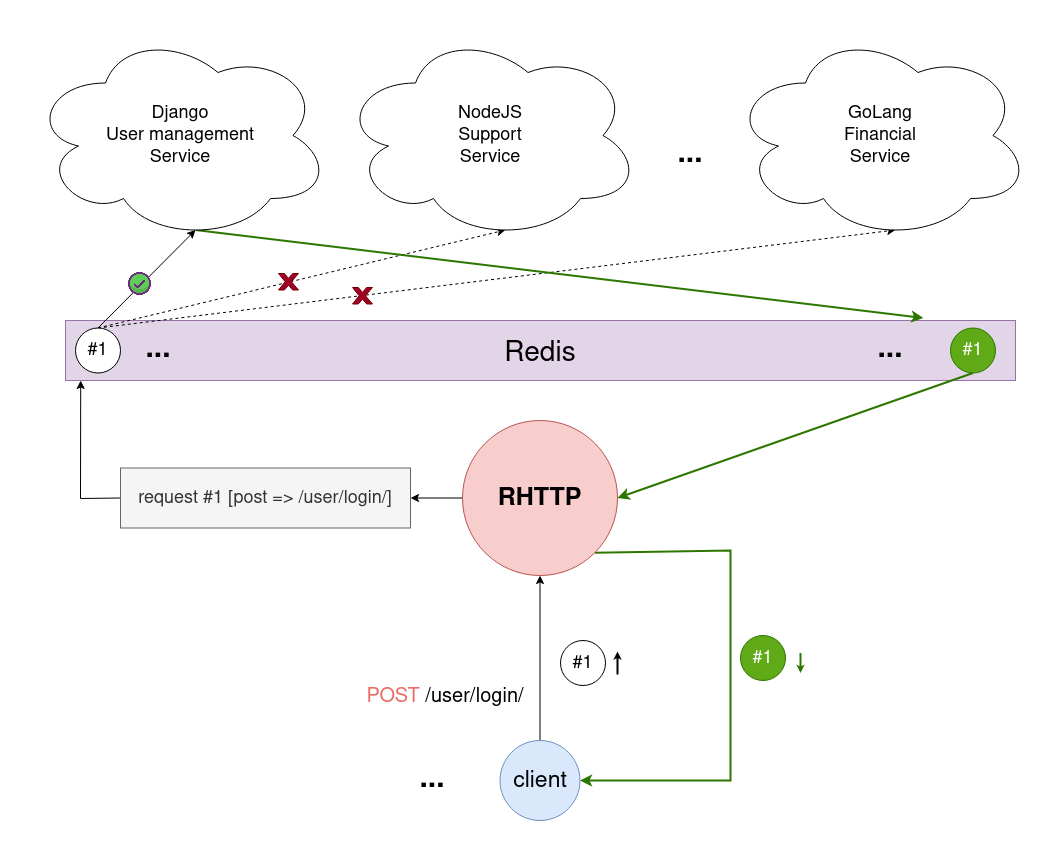 Django
User management
Service
NodeJS
Support
Service
...
GoLang
Financial
Service
#1
...
Redis
...
#1
request #1 [post => /user/login/]
RHTTP
#1
#1
POST /user/login/
...
client